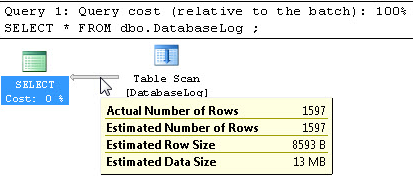 Query 1: Query cost (relative to the batch): 100%
SELECT * FROM dbo.DatabaseLog ;
Table Scan
[DatabaseLog]
SELECT
Cost: 0 %
Actual Number of Rows 1597
Estimated Number of Rows 1597
Estimated Row Size 8593 B
Estimated Data Size 13 MB